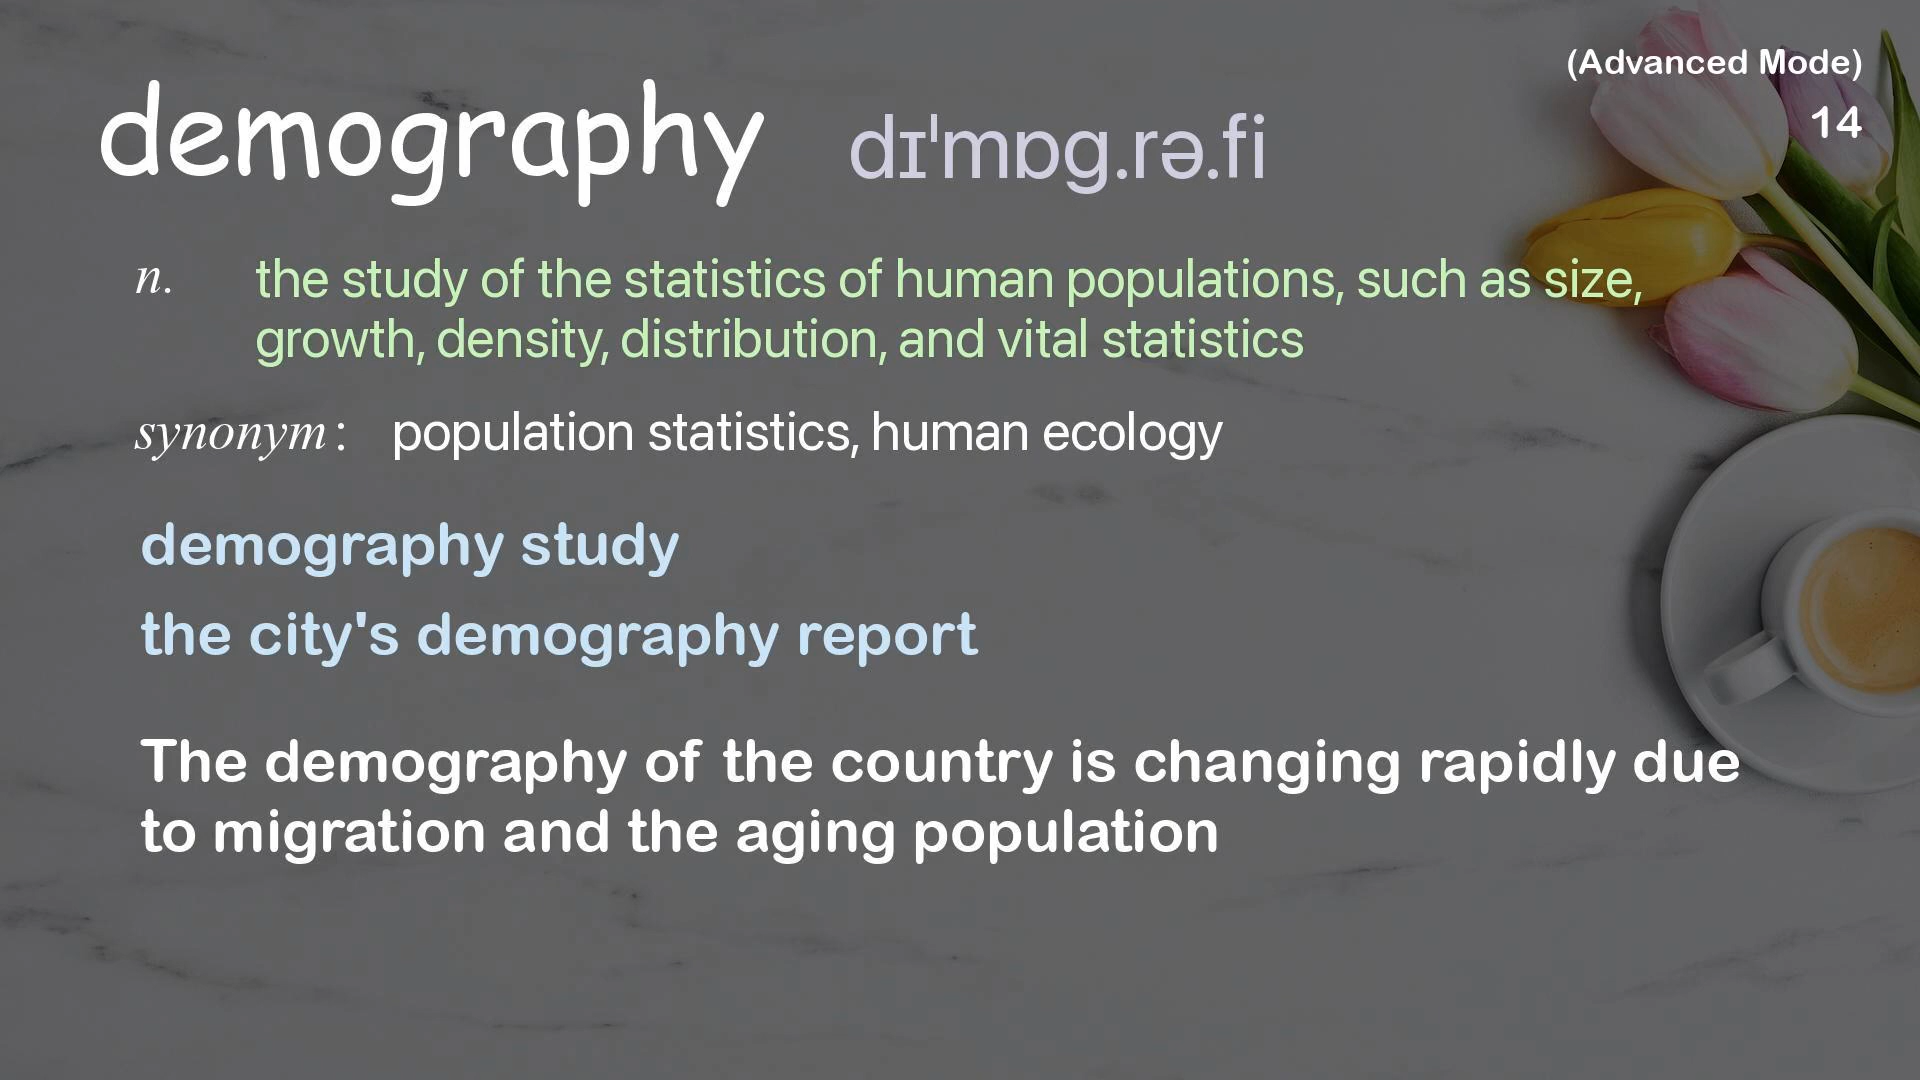 (Advanced Mode)
demography dɪˈmɒg.rə.fi
14
n. the study of the statistics of human populations, such as size,
growth, density, distribution, and vital statistics
synonym: population statistics, human ecology
demography study
the city's demography report
The demography of the country is changing rapidly due
to migration and the aging population